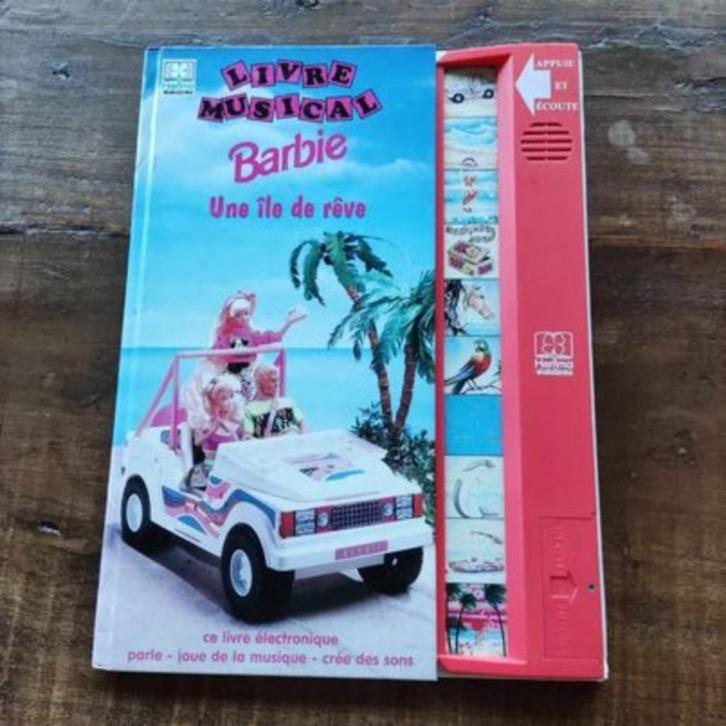 LIVRE
MUSICAL
Barbie
Une île de rêve
ce livre électronique
parle - joue de la musique - crée des sons
APPUIE
ET
ÉCOUTE
Hemma